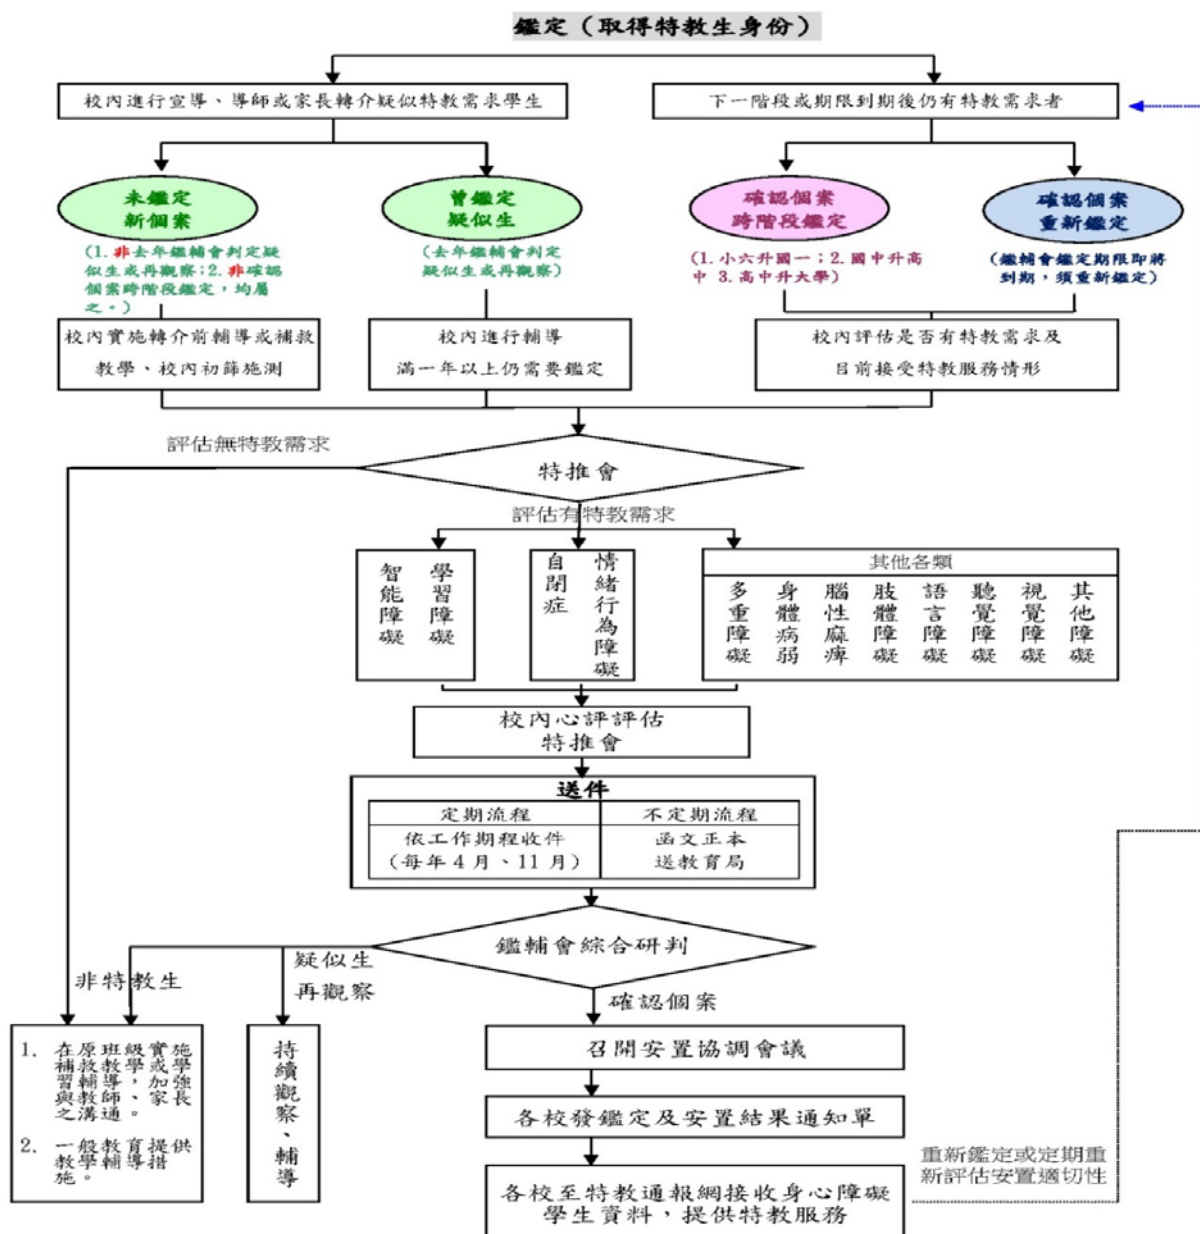 鑑定（取得特教生身份）
校內進行宣導、導師或家長轉介疑似特教需求學生
下一階段或期限到期後仍有特教需求者
未鑑定
新個案
曾鑑定
疑似生
確認個案
跨階段鑑定
確認個案
重新鑑定
(1.非去年鑑輔會判定疑
似生或再觀察；2.非確認
個案跨階段鑑定，均屬
之。)
(去年鑑輔會判定
疑似生或再觀察)
(1.小六升國一；2.國中升高
中 3.高中升大學)
(鑑輔會鑑定期限即將
到期，須重新鑑定)
校內實施轉介前輔導或補救
教學、校內初篩施測
校內進行輔導
滿一年以上仍需要鑑定
校內評估是否有特教需求及
目前接受特教服務情形
評估無特教需求
特推會
評估有特教需求
智能障礙
學習障礙
自閉症
情緒行為障礙
其他各類
多重障礙
身體病弱
腦性麻痺
肢體障礙
語言障礙
聽覺障礙
視覺障礙
其他障礙
校內心評評估
特推會
送件
定期流程
不定期流程
依工作期程收件
(每年 4 月、11 月)
函文正本
送教育局
鑑輔會綜合研判
非特教生
疑似生
再觀察
確認個案
1. 在原班級實施
補救教學或學
習輔導，加強
與教師、家長
之溝通。
2. 一般教育提供
教學輔導措
施。
持續觀察、輔導
召開安置協調會議
各校發鑑定及安置結果通知單
各校至特教通報網接收身心障礙
學生資料，提供特教服務
重新鑑定或定期重
新評估安置適切性